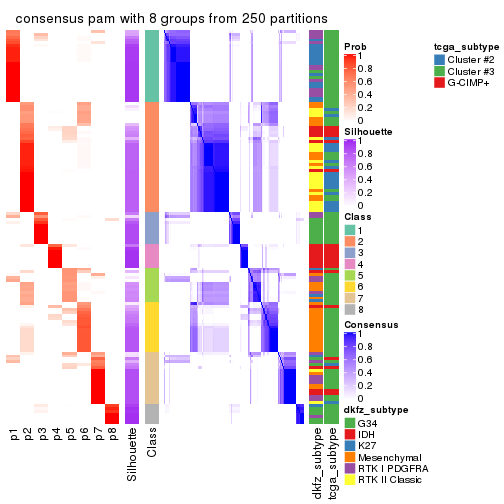 consensus pam with 8 groups from 250 partitions
Prob
1
0.8
0.6
0.4
0.2
0
Silhouette
1
0.8
0.6
0.4
0.2
0
Class
1
2
3
4
5
6
7
8
Consensus
1
0.8
0.6
0.4
0.2
0
dkfz_subtype
G34
IDH
K27
Mesenchymal
RTK I PDGFRA
RTK II Classic
tcga_subtype
Cluster #2
Cluster #3
G-CIMP+
p1
p2
p3
p4
p5
p6
p7
p8
Silhouette
Class
dkfz_subtype
tcga_subtype